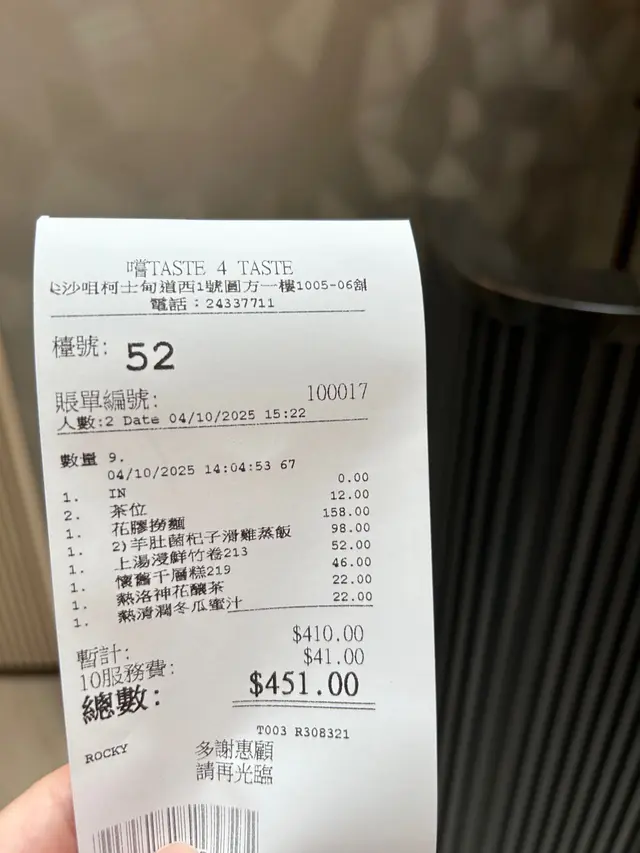 嚐TASTE 4 TASTE
沙咀柯士甸道西1號圓方一樓1005-06舖
電話：24337711
檯號: 52
賬單編號: 100017
人數:2 Date 04/10/2025 15:22
數量 9.
04/10/2025 14:04:53 67
1. IN 0.00
2. 茶位 12.00
1. 花膠撈麵 158.00
1. 2)羊肚菌杞子滑雞蒸飯 98.00
1. 上湯浸鮮竹卷213 52.00
1. 懷舊千層糕219 46.00
1. 熱洛神花釀茶 22.00
1. 熱清潤冬瓜蜜汁 22.00
暫計: $410.00
10服務費: $41.00
總數: $451.00
T003 R308321
ROCKY 多謝惠顧
請再光臨